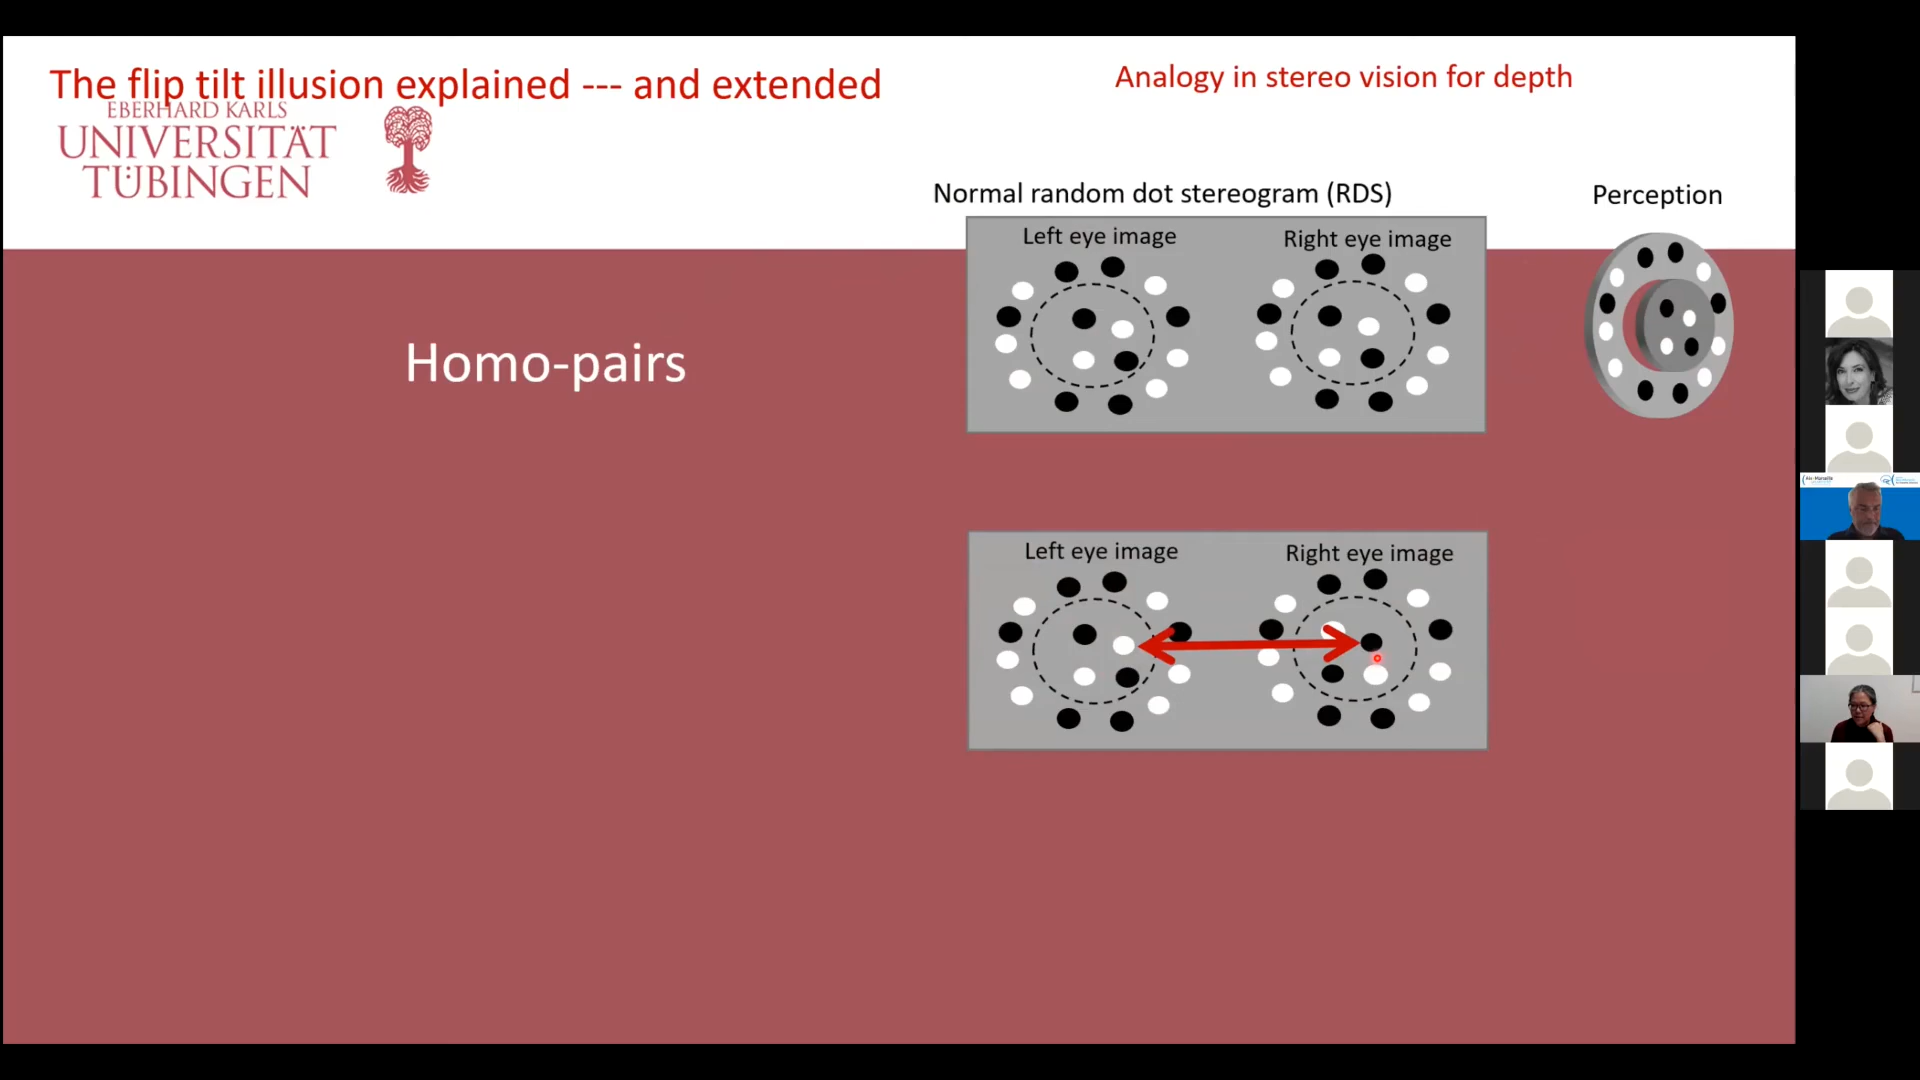 The flip tilt illusion explained --- and extended
Analogy in stereo vision for depth
EBERHARD KARLS
UNIVERSITÄT
TÜBINGEN
Normal random dot stereogram (RDS)
Perception
Left eye image
Right eye image
Homo-pairs
Left eye image
Right eye image